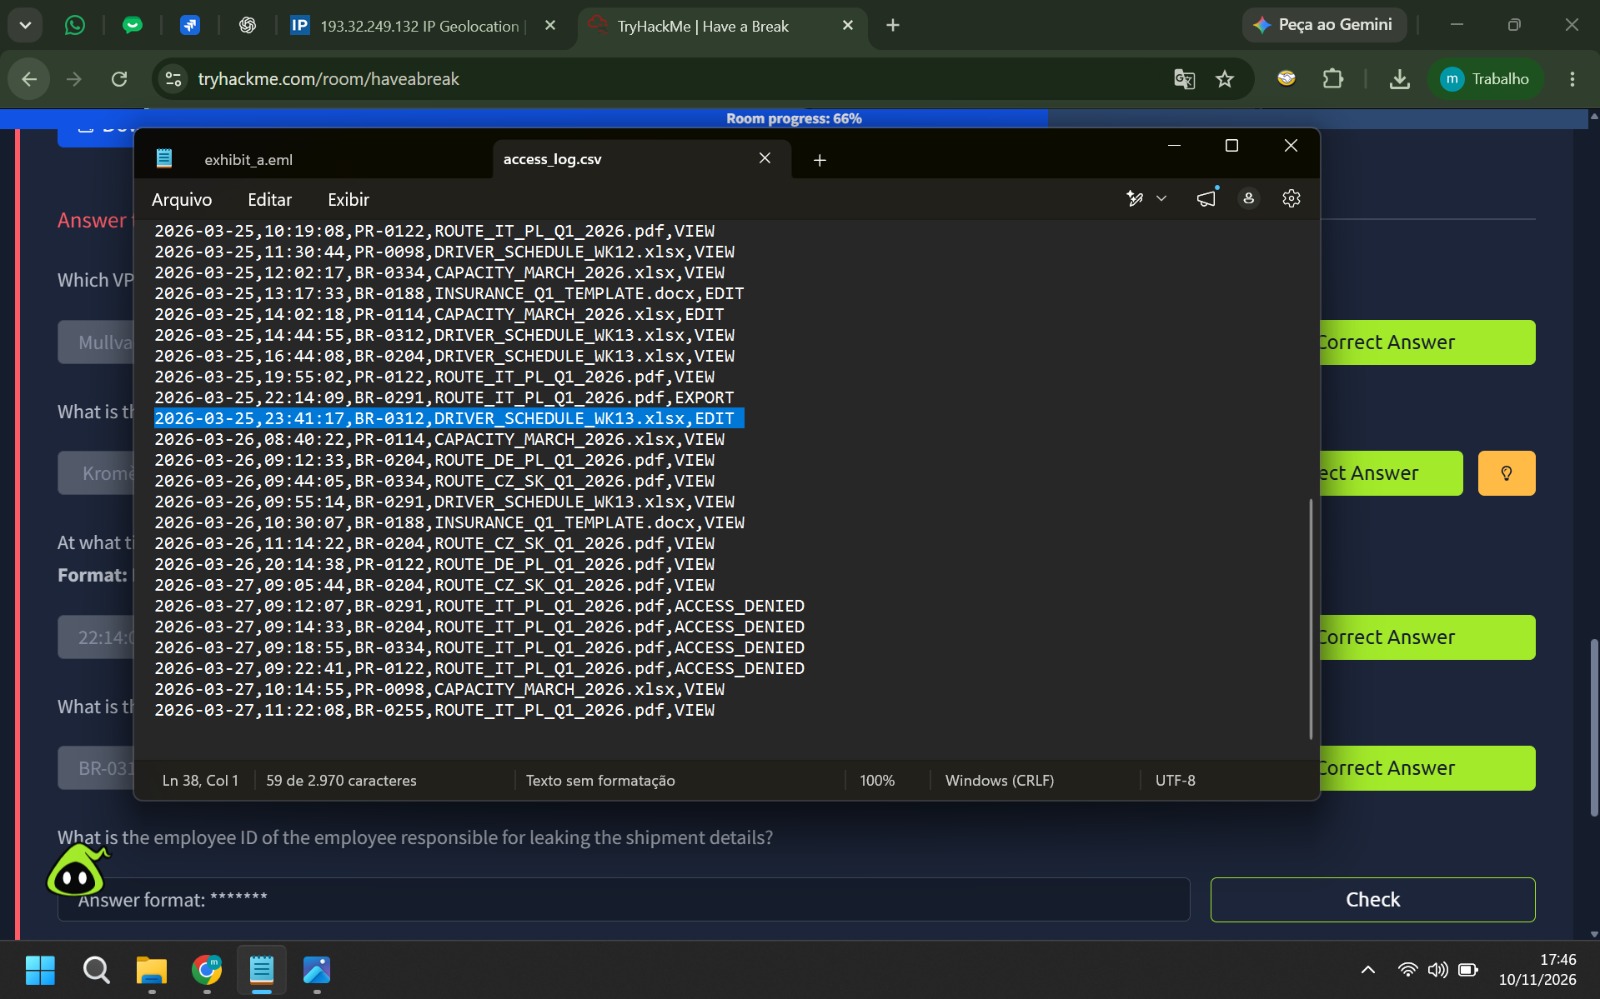 IP 193.32.249.132 IP Geolocation
TryHackMe | Have a Break
Peça ao Gemini
tryhackme.com/room/haveabreak
m Trabalho
Room progress: 66%
exhibit_a.eml
access_log.csv
Arquivo Editar Exibir
2026-03-25,10:19:08,PR-0122,ROUTE_IT_PL_Q1_2026.pdf,VIEW
2026-03-25,11:30:44,PR-0098,DRIVER_SCHEDULE_WK12.xlsx,VIEW
2026-03-25,12:02:17,BR-0334,CAPACITY_MARCH_2026.xlsx,VIEW
2026-03-25,13:17:33,BR-0188,INSURANCE_Q1_TEMPLATE.docx,EDIT
2026-03-25,14:02:18,PR-0114,CAPACITY_MARCH_2026.xlsx,EDIT
2026-03-25,14:44:55,BR-0312,DRIVER_SCHEDULE_WK13.xlsx,VIEW
2026-03-25,16:44:08,BR-0204,DRIVER_SCHEDULE_WK13.xlsx,VIEW
2026-03-25,19:55:02,PR-0122,ROUTE_IT_PL_Q1_2026.pdf,VIEW
2026-03-25,22:14:09,BR-0291,ROUTE_IT_PL_Q1_2026.pdf,EXPORT
2026-03-25,23:41:17,BR-0312,DRIVER_SCHEDULE_WK13.xlsx,EDIT
2026-03-26,08:40:22,PR-0114,CAPACITY_MARCH_2026.xlsx,VIEW
2026-03-26,09:12:33,BR-0204,ROUTE_DE_PL_Q1_2026.pdf,VIEW
2026-03-26,09:44:05,BR-0334,ROUTE_CZ_SK_Q1_2026.pdf,VIEW
2026-03-26,09:55:14,BR-0291,DRIVER_SCHEDULE_WK13.xlsx,VIEW
2026-03-26,10:30:07,BR-0188,INSURANCE_Q1_TEMPLATE.docx,VIEW
2026-03-26,11:14:22,BR-0204,ROUTE_CZ_SK_Q1_2026.pdf,VIEW
2026-03-26,20:14:38,PR-0122,ROUTE_DE_PL_Q1_2026.pdf,VIEW
2026-03-27,09:05:44,BR-0204,ROUTE_CZ_SK_Q1_2026.pdf,VIEW
2026-03-27,09:12:07,BR-0291,ROUTE_IT_PL_Q1_2026.pdf,ACCESS_DENIED
2026-03-27,09:14:33,BR-0204,ROUTE_IT_PL_Q1_2026.pdf,ACCESS_DENIED
2026-03-27,09:18:55,BR-0334,ROUTE_IT_PL_Q1_2026.pdf,ACCESS_DENIED
2026-03-27,09:22:41,PR-0122,ROUTE_IT_PL_Q1_2026.pdf,ACCESS_DENIED
2026-03-27,10:14:55,PR-0098,CAPACITY_MARCH_2026.xlsx,VIEW
2026-03-27,11:22:08,BR-0255,ROUTE_IT_PL_Q1_2026.pdf,VIEW
Ln 38, Col 1 59 de 2.970 caracteres Texto sem formatação 100% Windows (CRLF) UTF-8
Answer
Which VP
Mullva
Correct Answer
What is th
Kromě
ect Answer
At what ti
Format:
22:14:0
Correct Answer
What is th
BR-031
Correct Answer
What is the employee ID of the employee responsible for leaking the shipment details?
Answer format: *******
Check
17:46
10/11/2026